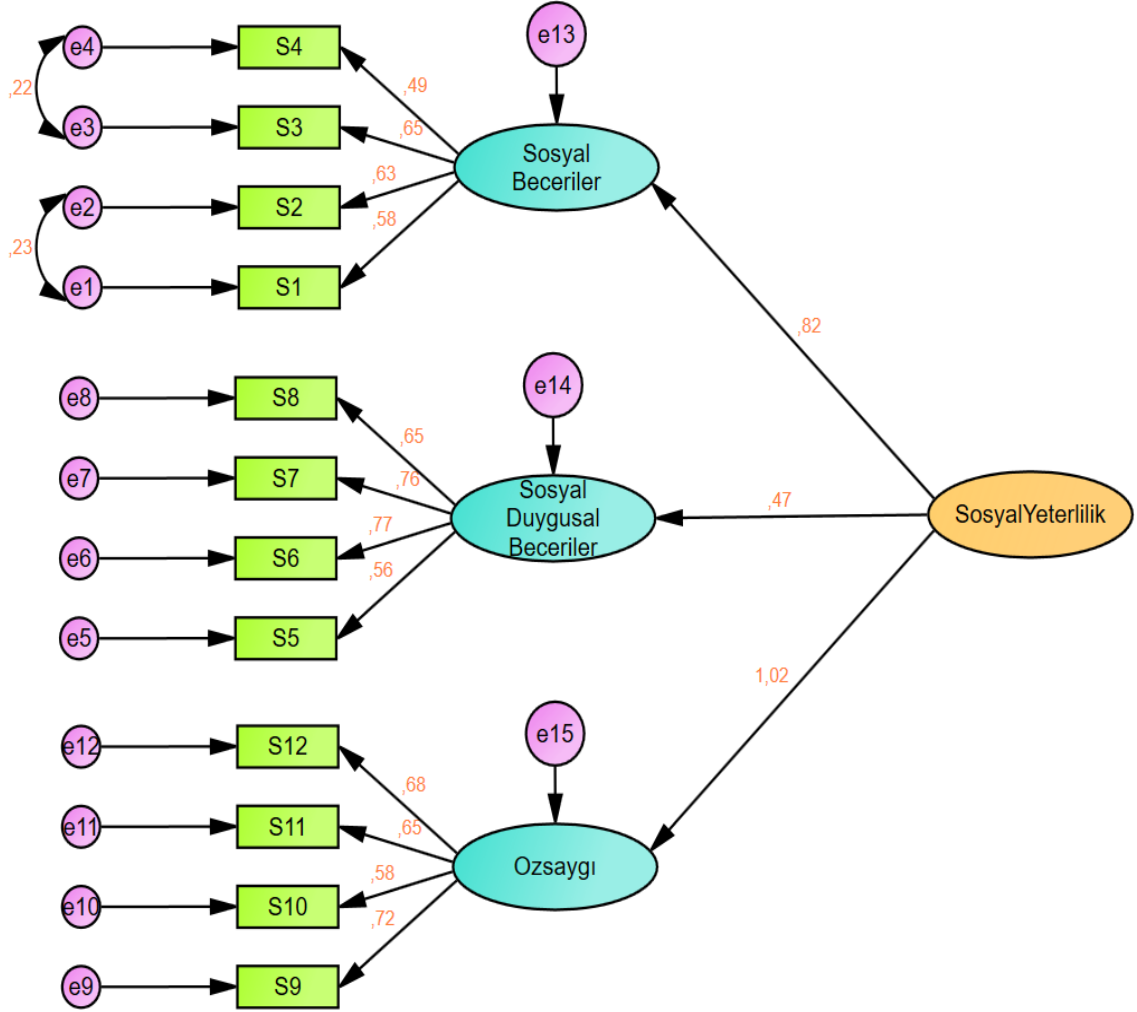 e4
S4
,49
e13
,22
e3
S3
,65
Sosyal
Beceriler
e2
S2
,63
,23
e1
S1
,58
,82
e8
S8
,65
e14
e7
S7
,76
Sosyal
Duygusal
Beceriler
,47
SosyalYeterlilik
e6
S6
,77
e5
S5
,56
1,02
e12
S12
,68
e15
e11
S11
,65
Ozsaygı
e10
S10
,58
e9
S9
,72